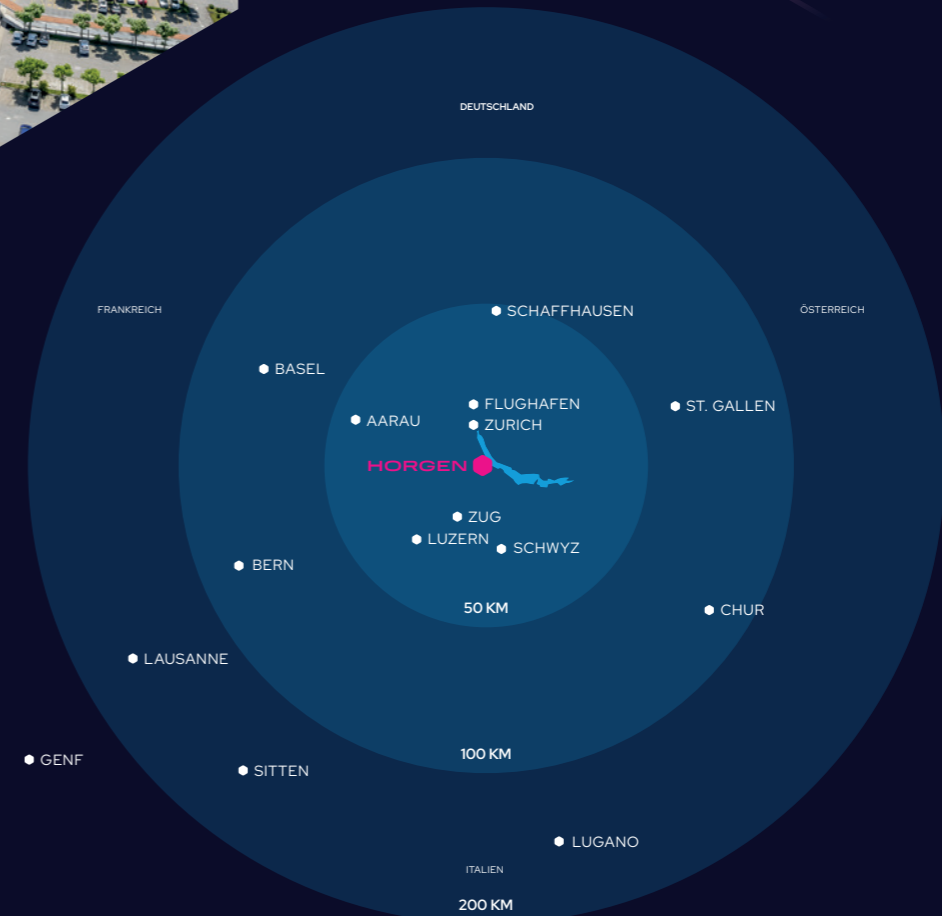 DEUTSCHLAND
FRANKREICH
ÖSTERREICH
SCHAFFHAUSEN
BASEL
FLUGHAFEN
ST. GALLEN
AARAU
ZURICH
HORGEN
ZUG
LUZERN
SCHWYZ
BERN
50 KM
CHUR
LAUSANNE
100 KM
GENF
SITTEN
LUGANO
ITALIEN
200 KM